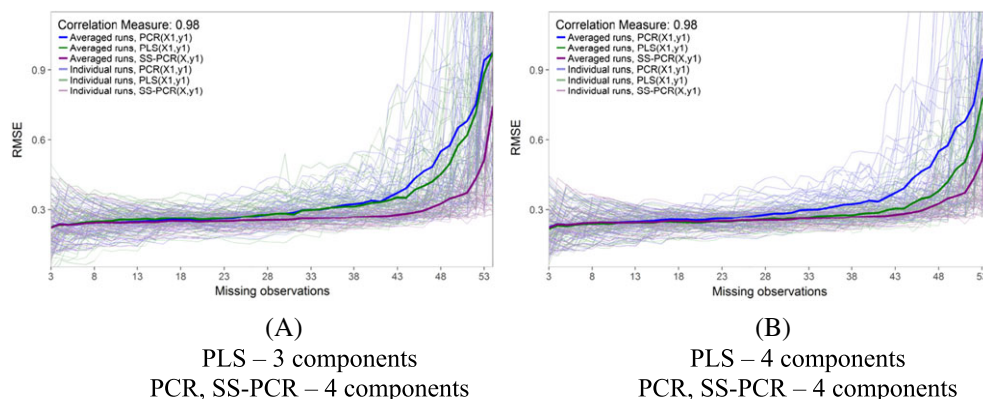 Correlation Measure: 0.98
Averaged runs, PCR(X1,y1)
Averaged runs, PLS(X1,y1)
Averaged runs, SS-PCR(X,y1)
Individual runs, PCR(X1,y1)
Individual runs, PLS(X1,y1)
Individual runs, SS-PCR(X,y1)
RMSE
0.9
0.6
0.3
3 8 13 18 23 28 33 38 43 48 53
Missing observations
(A)
PLS – 3 components
PCR, SS-PCR – 4 components
Correlation Measure: 0.98
Averaged runs, PCR(X1,y1)
Averaged runs, PLS(X1,y1)
Averaged runs, SS-PCR(X,y1)
Individual runs, PCR(X1,y1)
Individual runs, PLS(X1,y1)
Individual runs, SS-PCR(X,y1)
RMSE
0.9
0.6
0.3
3 8 13 18 23 28 33 38 43 48 53
Missing observations
(B)
PLS – 4 components
PCR, SS-PCR – 4 components